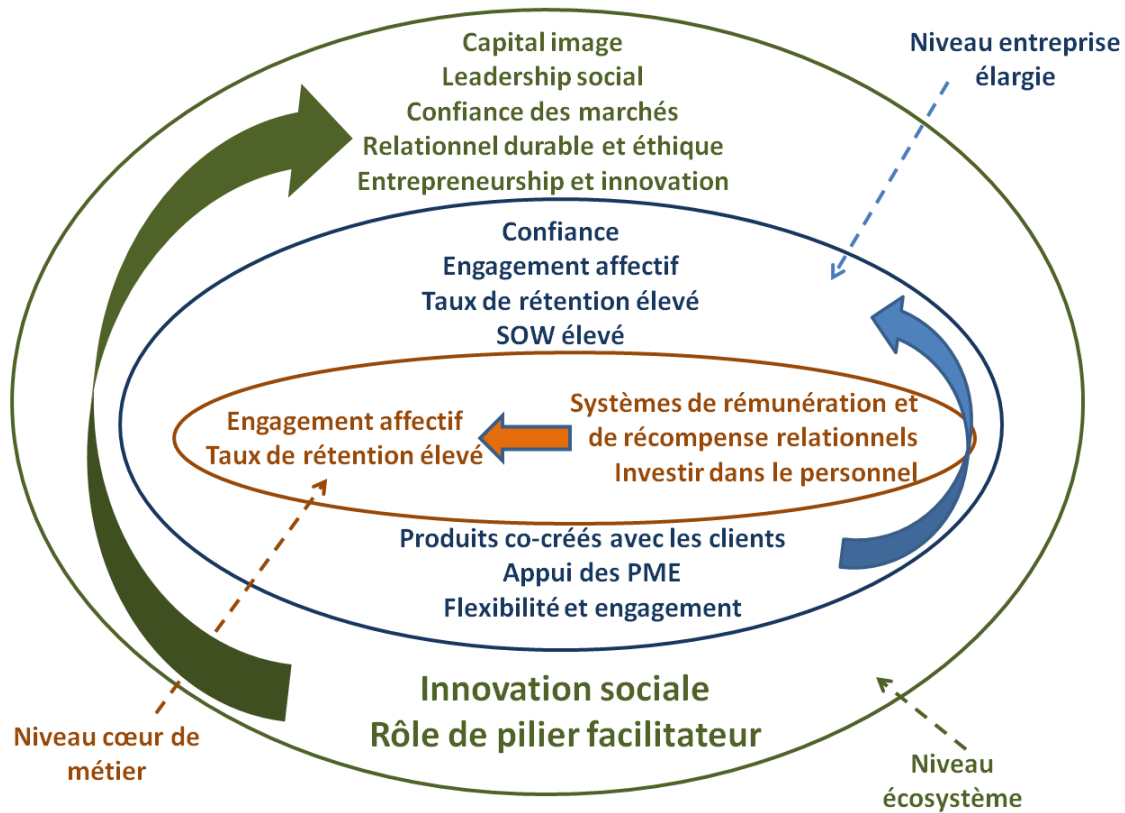 Capital image
Leadership social
Confiance des marchés
Relationnel durable et éthique
Entrepreneurship et innovation
Niveau entreprise
élargie
Confiance
Engagement affectif
Taux de rétention élevé
SOW élevé
Engagement affectif
Taux de rétention élevé
Systèmes de rémunération et
de récompense relationnels
Investir dans le personnel
Produits co-créés avec les clients
Appui des PME
Flexibilité et engagement
Innovation sociale
Rôle de pilier facilitateur
Niveau cœur de
métier
Niveau
écosystème